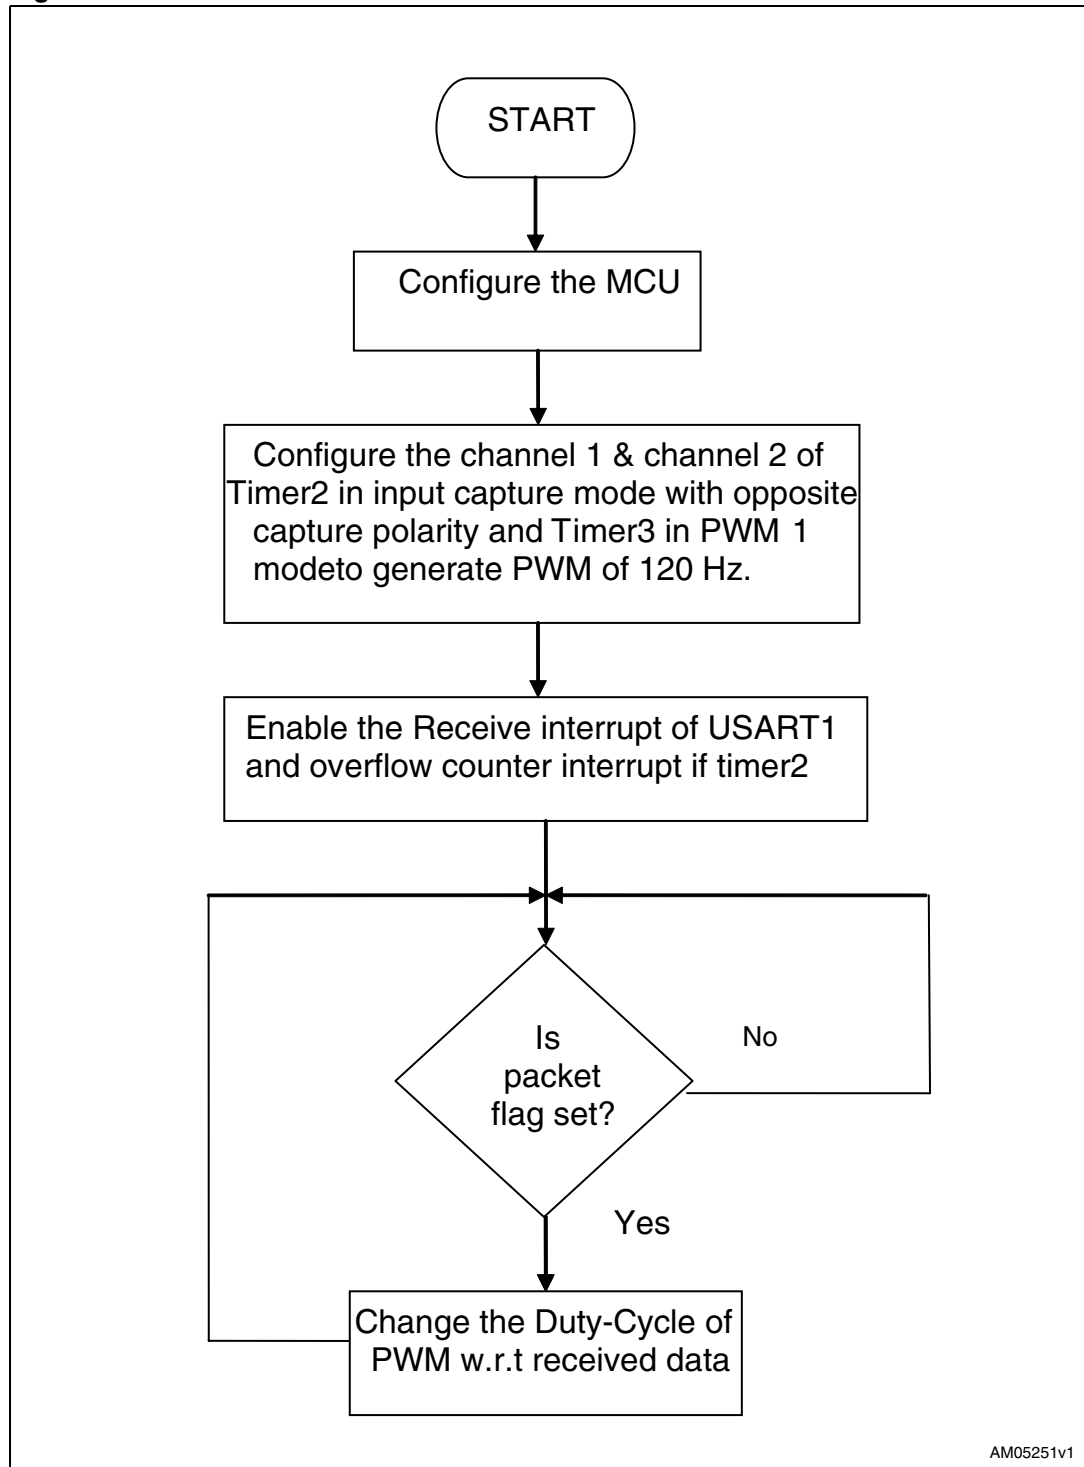 START
Configure the MCU
Configure the channel 1 & channel 2 of
Timer2 in input capture mode with opposite
capture polarity and Timer3 in PWM 1
modeto generate PWM of 120 Hz.
Enable the Receive interrupt of USART1
and overflow counter interrupt if timer2
Is
packet
flag set?
No
Yes
Change the Duty-Cycle of
PWM w.r.t received data
AM05251v1